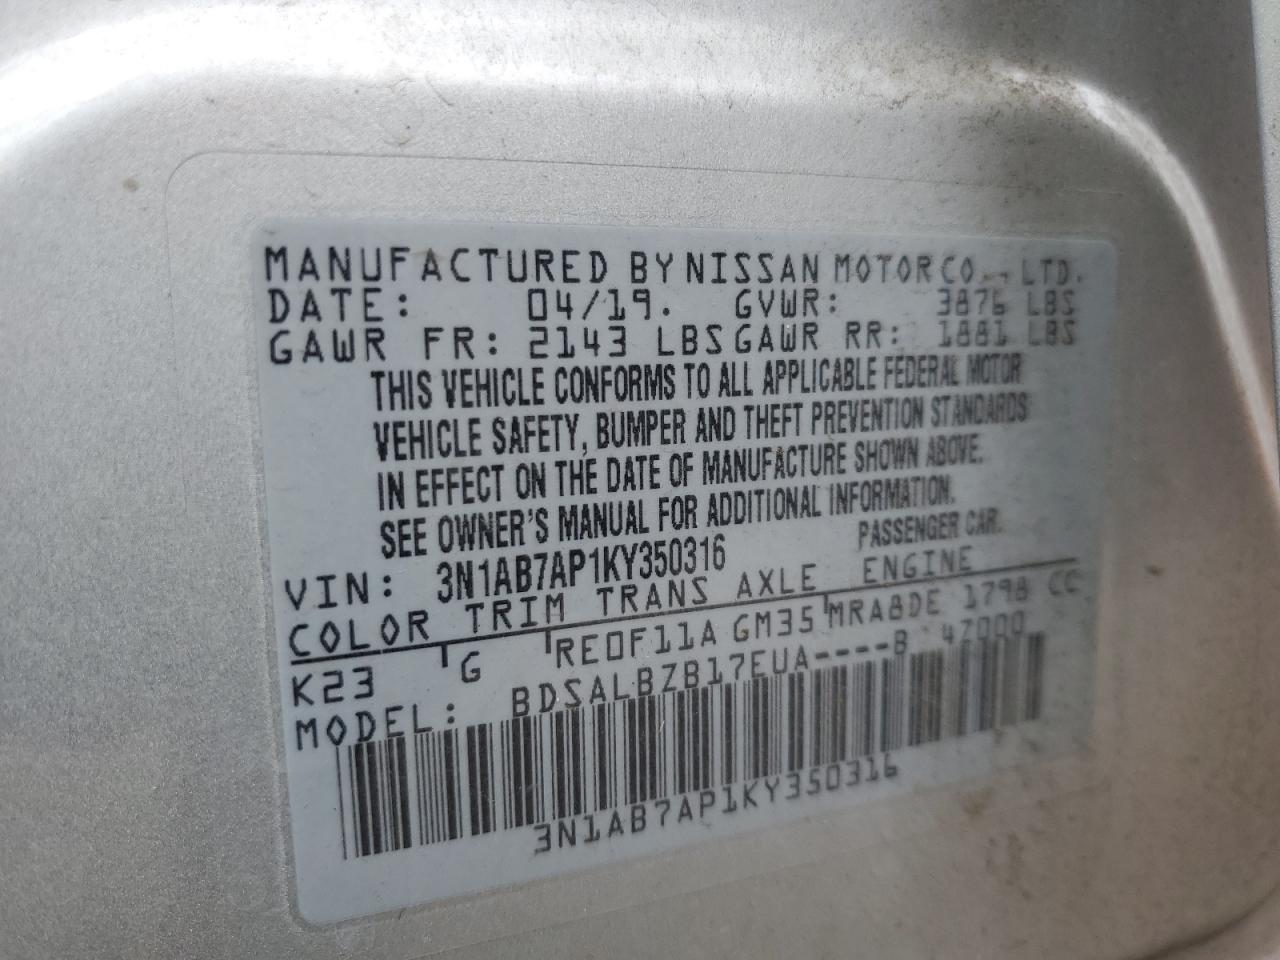 MANUFACTURED BY NISSAN MOTOR CO., LTD.
DATE: 04/19. GVWR: 3876 LBS
GAWR FR: 2143 LBS GAWR RR: 1881 LBS
THIS VEHICLE CONFORMS TO ALL APPLICABLE FEDERAL MOTOR
VEHICLE SAFETY, BUMPER AND THEFT PREVENTION STANDARDS
IN EFFECT ON THE DATE OF MANUFACTURE SHOWN ABOVE.
SEE OWNER'S MANUAL FOR ADDITIONAL INFORMATION.
VIN: 3N1AB7AP1KY350316 PASSENGER CAR.
COLOR TRIM TRANS AXLE ENGINE
K23 G RE0F11A GM35 MRA8DE 1798 CC
MODEL: BDSALBZB17EUA----B 4Z000
3N1AB7AP1KY350316